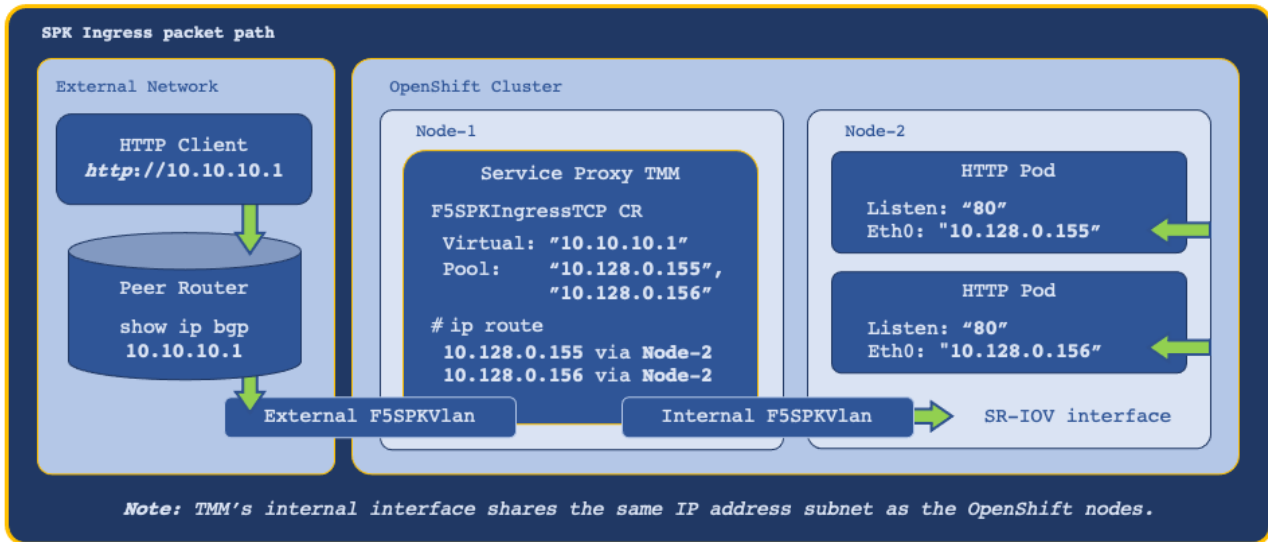 SPK Ingress packet path
External Network
HTTP Client
http://10.10.10.1
Peer Router
show ip bgp
10.10.10.1
External F5SPKVlan
OpenShift Cluster
Node-1
Service Proxy TMM
F5SPKIngressTCP CR
Virtual: ”10.10.10.1”
Pool: “10.128.0.155”,
”10.128.0.156”
# ip route
10.128.0.155 via Node-2
10.128.0.156 via Node-2
Internal F5SPKVlan
Node-2
HTTP Pod
Listen: “80”
Eth0: "10.128.0.155”
HTTP Pod
Listen: “80”
Eth0: "10.128.0.156”
SR-IOV interface
Note: TMM’s internal interface shares the same IP address subnet as the OpenShift nodes.